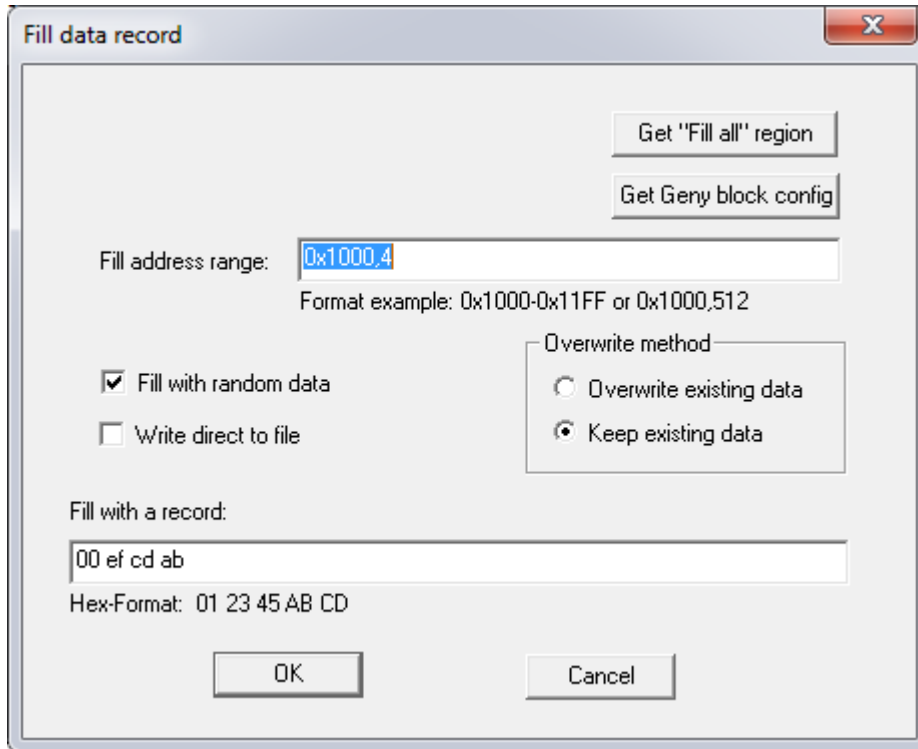 Fill data record
Get "Fill all" region
Get Geny block config
Fill address range: 0x1000,4
Format example: 0x1000-0x11FF or 0x1000,512
Overwrite method
Fill with random data
Overwrite existing data
Write direct to file
Keep existing data
Fill with a record:
00 ef cd ab
Hex-Format: 01 23 45 AB CD
OK
Cancel